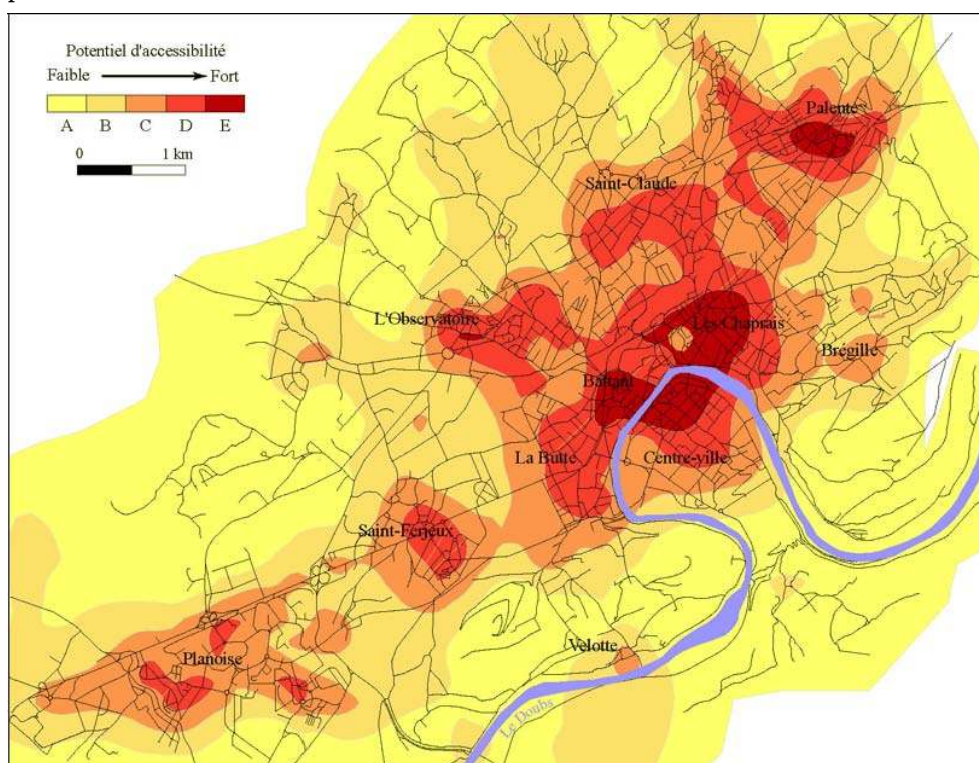 Potentiel d'accessibilité
Faible
Fort
A B C D E
0 1 km
Palente
Saint-Claude
L'Observatoire
Les Chaprais
Brégille
Battant
La Butte
Centre-ville
Saint-Ferjeux
Velotte
Planoise
Le Doubs